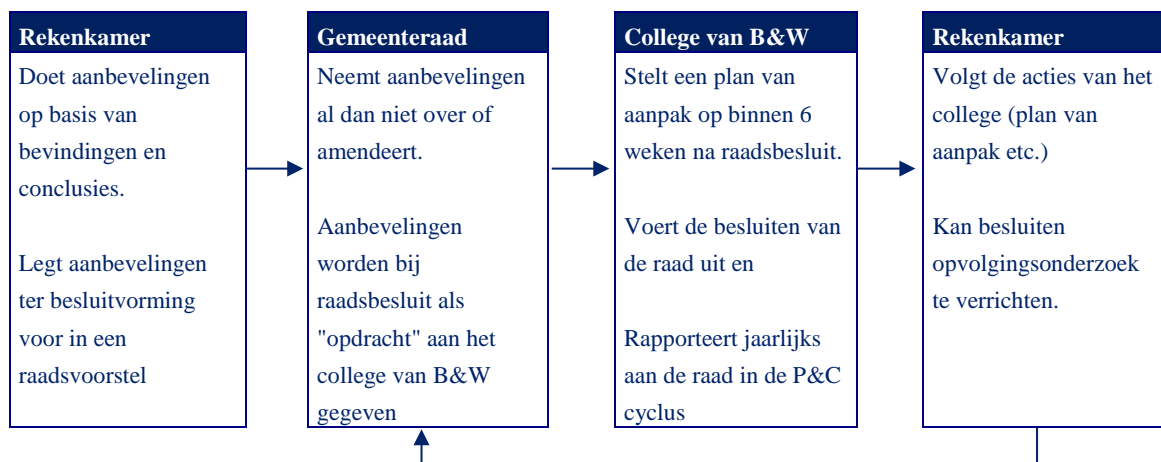 Rekenkamer
Doet aanbevelingen
op basis van
bevindingen en
conclusies.
Legt aanbevelingen
ter besluitvorming
voor in een
raadsvoorstel
Gemeenteraad
Neemt aanbevelingen
al dan niet over of
amendeert.
Aanbevelingen
worden bij
raadsbesluit als
"opdracht" aan het
college van B&W
gegeven
College van B&W
Stelt een plan van
aanpak op binnen 6
weken na raadsbesluit.
Voert de besluiten van
de raad uit en
Rapporteert jaarlijks
aan de raad in de P&C
cyclus
Rekenkamer
Volgt de acties van het
college (plan van
aanpak etc.)
Kan besluiten
opvolgingsonderzoek
te verrichten.